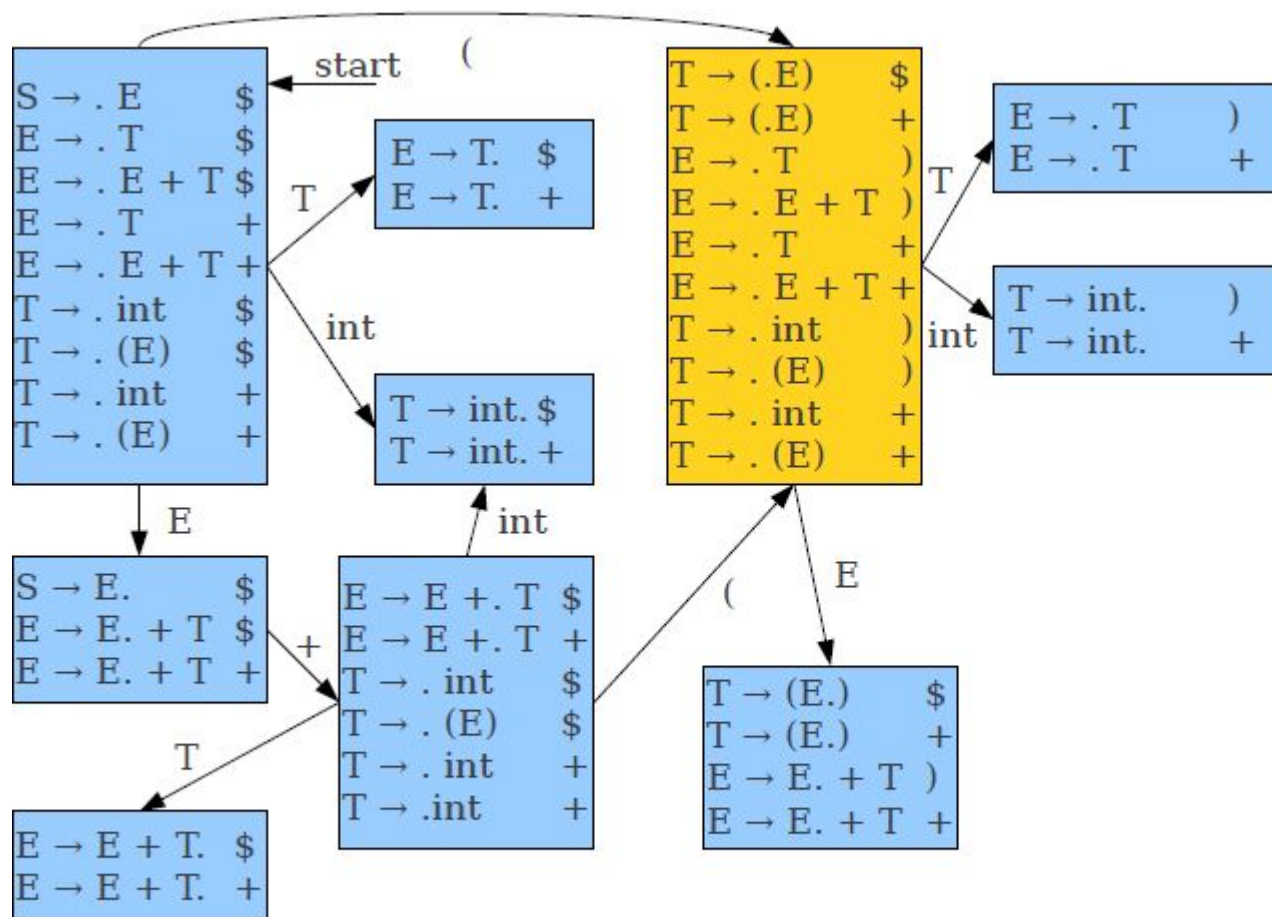 (
start
S → . E $
E → . T $
E → . E + T $
E → . T +
E → . E + T +
T → . int $
T → . (E) $
T → . int +
T → . (E) +
T
E → T. $
E → T. +
int
T → int. $
T → int. +
T → (.E) $
T → (.E) +
E → . T )
E → . E + T )
E → . T +
E → . E + T +
T → . int )
T → . (E) )
T → . int +
T → . (E) +
T
E → . T )
E → . T +
int
T → int. )
T → int. +
E
S → E. $
E → E. + T $
E → E. + T +
+
int
E → E +. T $
E → E +. T +
T → . int $
T → . (E) $
T → . int +
T → .int +
(
E
T → (E.) $
T → (E.) +
E → E. + T )
E → E. + T +
T
E → E + T. $
E → E + T. +